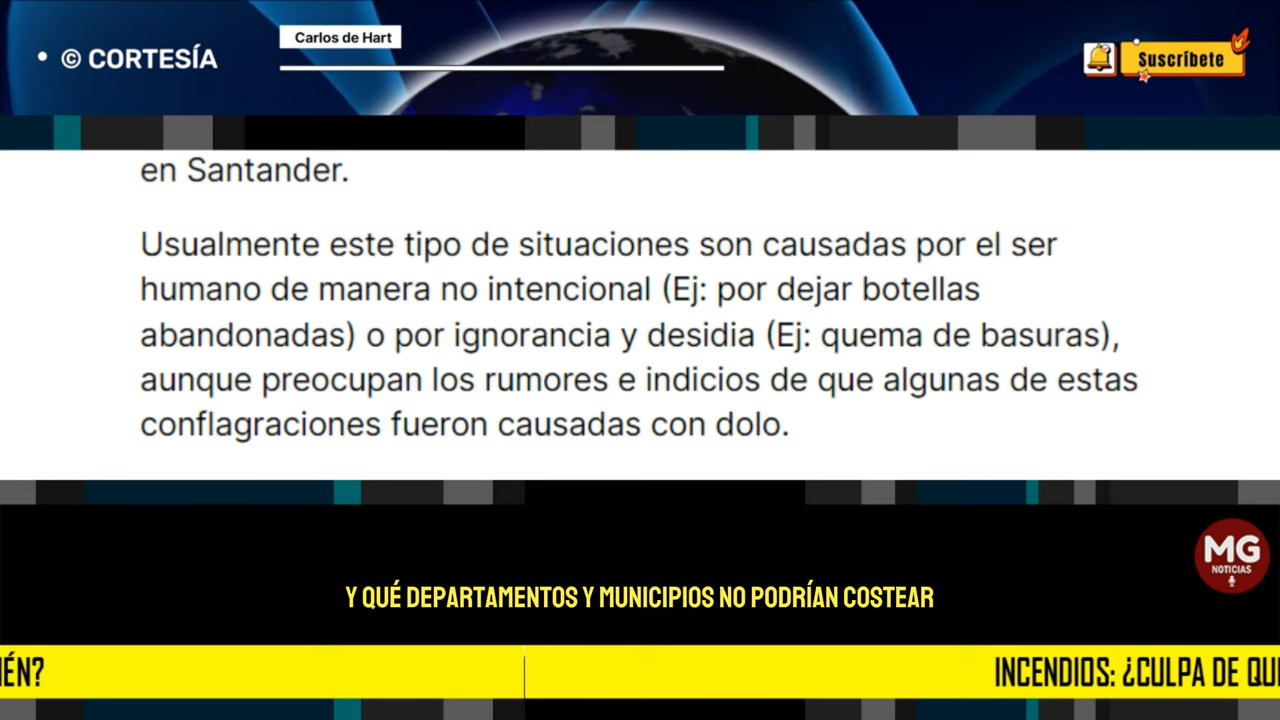 • © CORTESÍA
Carlos de Hart
Suscríbete
en Santander.
Usualmente este tipo de situaciones son causadas por el ser
humano de manera no intencional (Ej: por dejar botellas
abandonadas) o por ignorancia y desidia (Ej: quema de basuras),
aunque preocupan los rumores e indicios de que algunas de estas
conflagraciones fueron causadas con dolo.
MG
NOTICIAS
Y QUÉ DEPARTAMENTOS Y MUNICIPIOS NO PODRÍAN COSTEAR
IÉN?
INCENDIOS: ¿CULPA DE QUI